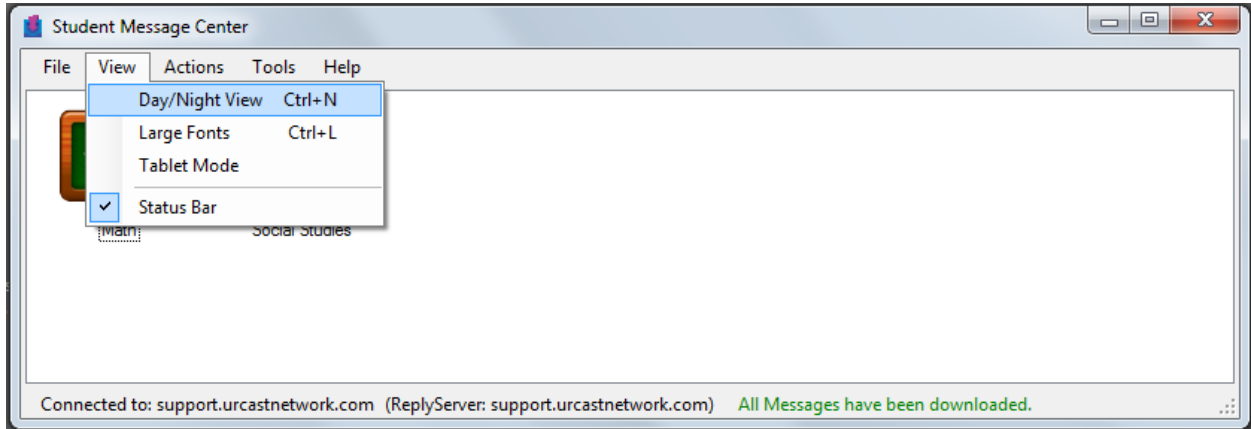 Student Message Center
File View Actions Tools Help
Day/Night View Ctrl+N
Large Fonts Ctrl+L
Tablet Mode
Status Bar
Math Social Studies
Connected to: support.urcastnetwork.com (ReplyServer: support.urcastnetwork.com) All Messages have been downloaded.